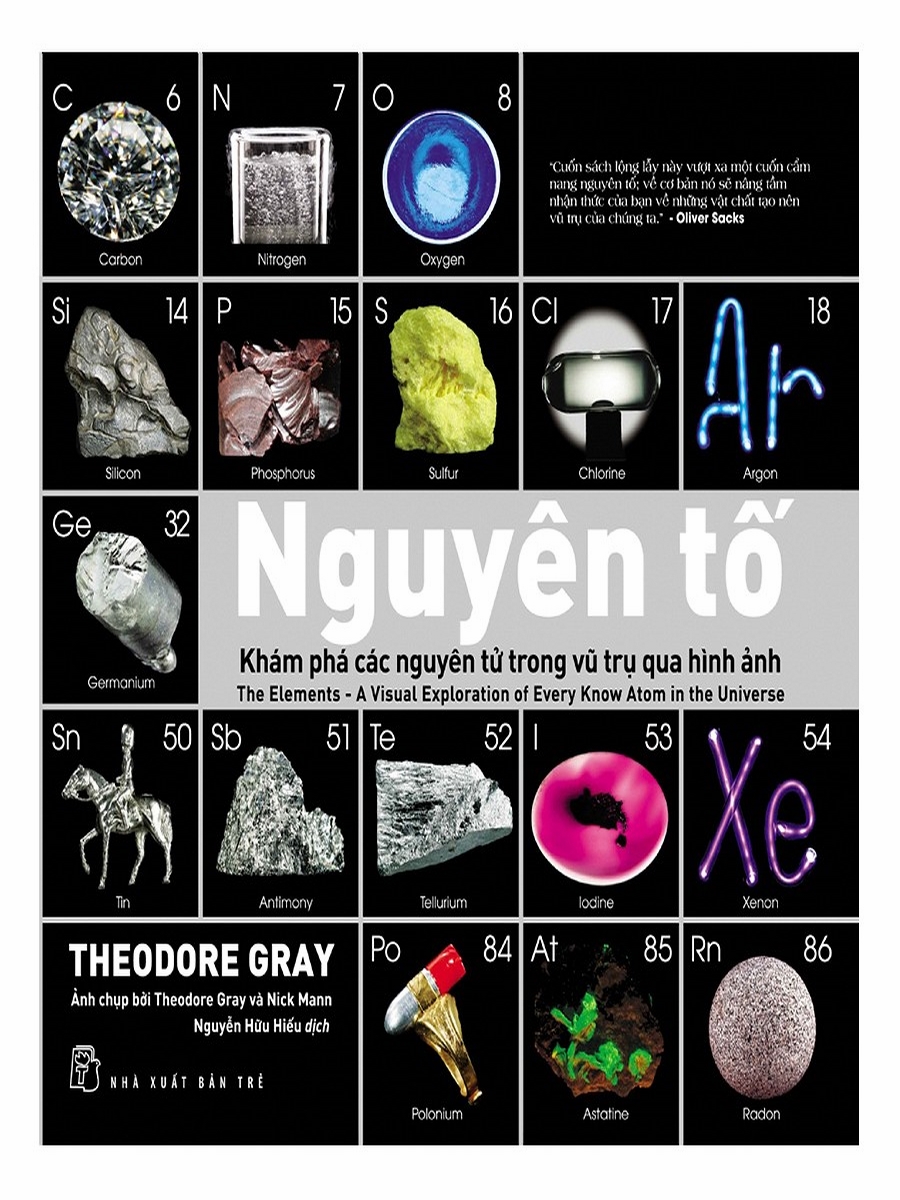 C 6
Carbon
N 7
Nitrogen
O 8
Oxygen
"Cuốn sách lộng lẫy này vượt xa một cuốn cẩm
nang nguyên tố; về cơ bản nó sẽ nâng tầm
nhận thức của bạn về những vật chất tạo nên
vũ trụ của chúng ta." - Oliver Sacks
Si 14
Silicon
P 15
Phosphorus
S 16
Sulfur
Cl 17
Chlorine
Ar 18
Argon
Ge 32
Germanium
Nguyên tố
Khám phá các nguyên tử trong vũ trụ qua hình ảnh
The Elements - A Visual Exploration of Every Know Atom in the Universe
Sn 50
Tin
Sb 51
Antimony
Te 52
Tellurium
I 53
Iodine
Xe 54
Xenon
THEODORE GRAY
Ảnh chụp bởi Theodore Gray và Nick Mann
Nguyễn Hữu Hiếu dịch
NHÀ XUẤT BẢN TRẺ
Po 84
Polonium
At 85
Astatine
Rn 86
Radon